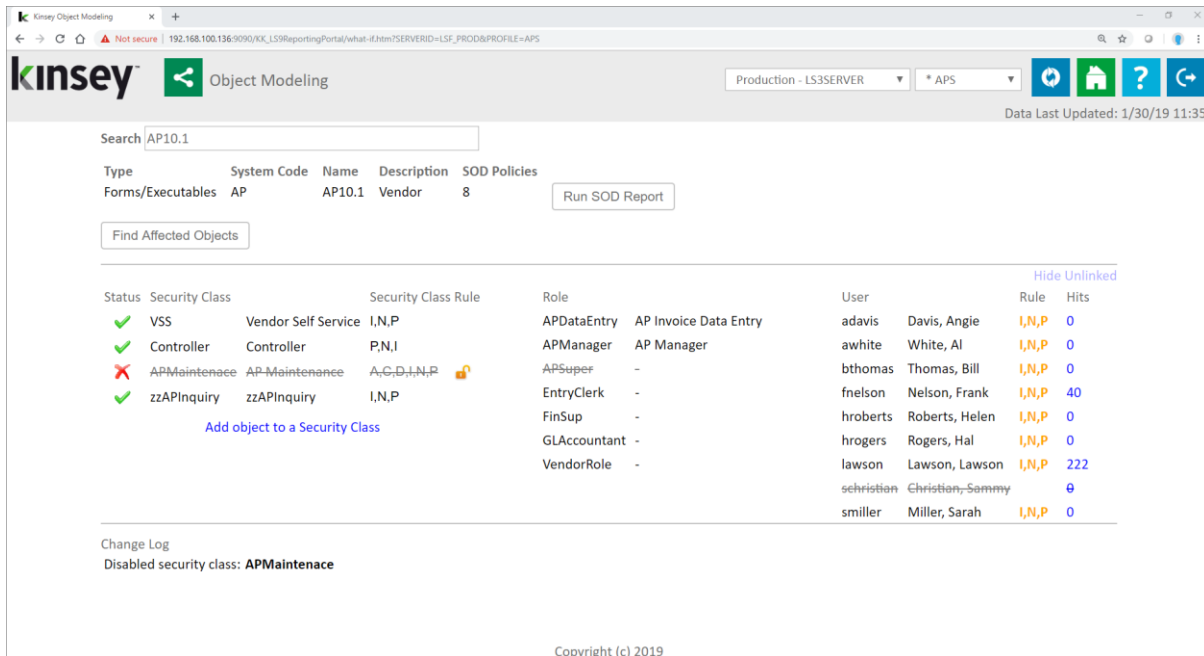 Kinsey Object Modeling
Not secure | 192.168.100.136:9090/KK_LS9ReportingPortal/what-if.htm?SERVERID=LSF_PROD&PROFILE=APS
kinsey Object Modeling Production - LS3SERVER * APS ?
Data Last Updated: 1/30/19 11:35
Search AP10.1
Type System Code Name Description SOD Policies
Forms/Executables AP AP10.1 Vendor 8 Run SOD Report
Find Affected Objects
Hide Unlinked
Status Security Class Security Class Rule Role User Rule Hits
VSS Vendor Self Service I,N,P APDataEntry AP Invoice Data Entry adavis Davis, Angie I,N,P 0
Controller Controller P,N,I APManager AP Manager awhite White, Al I,N,P 0
APMaintenace AP Maintenance A,C,D,I,N,P APSuper - bthomas Thomas, Bill I,N,P 0
zzAPInquiry zzAPInquiry I,N,P EntryClerk - fnelson Nelson, Frank I,N,P 40
Add object to a Security Class FinSup - hroberts Roberts, Helen I,N,P 0
GLAccountant - hrogers Rogers, Hal I,N,P 0
VendorRole - lawson Lawson, Lawson I,N,P 222
schristian Christian, Sammy 0
smiller Miller, Sarah I,N,P 0
Change Log
Disabled security class: APMaintenace
Copyright (c) 2019